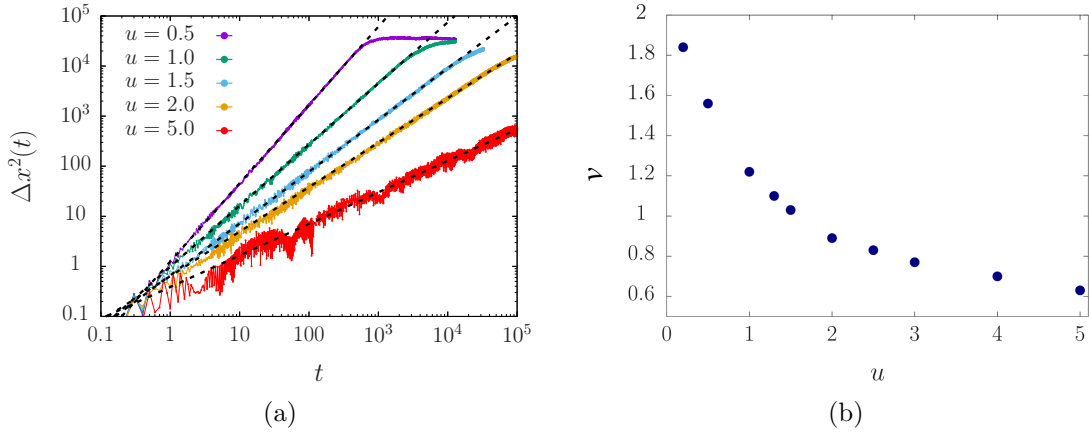 10^5
10^4
10^3
100
10
1
0.1
Δx²(t)
u = 0.5
u = 1.0
u = 1.5
u = 2.0
u = 5.0
0.1 1 10 100 10^3 10^4 10^5
t
(a)
2
1.8
1.6
1.4
1.2
1
0.8
0.6
ν
0 1 2 3 4 5
u
(b)